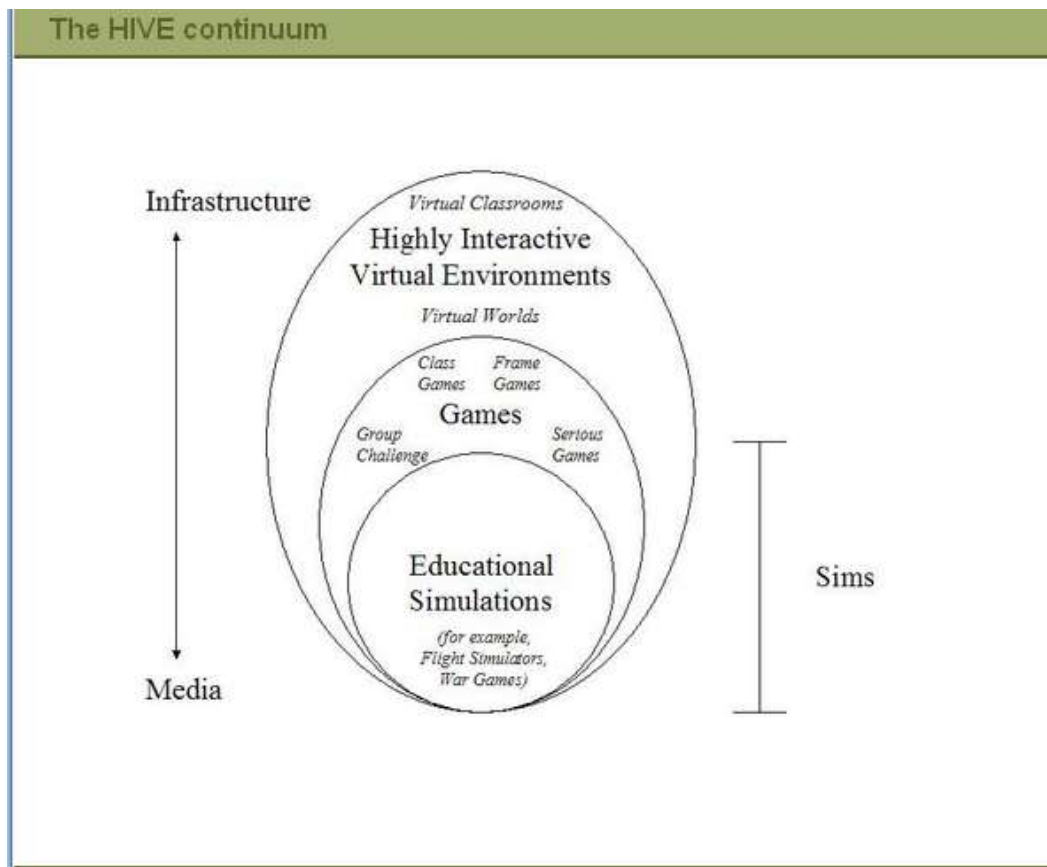 The HIVE continuum
Infrastructure
Virtual Classrooms
Highly Interactive
Virtual Environments
Virtual Worlds
Class Frame
Games Games
Games
Group Serious
Challenge Games
Educational
Simulations
(for example,
Flight Simulators,
War Games)
Sims
Media